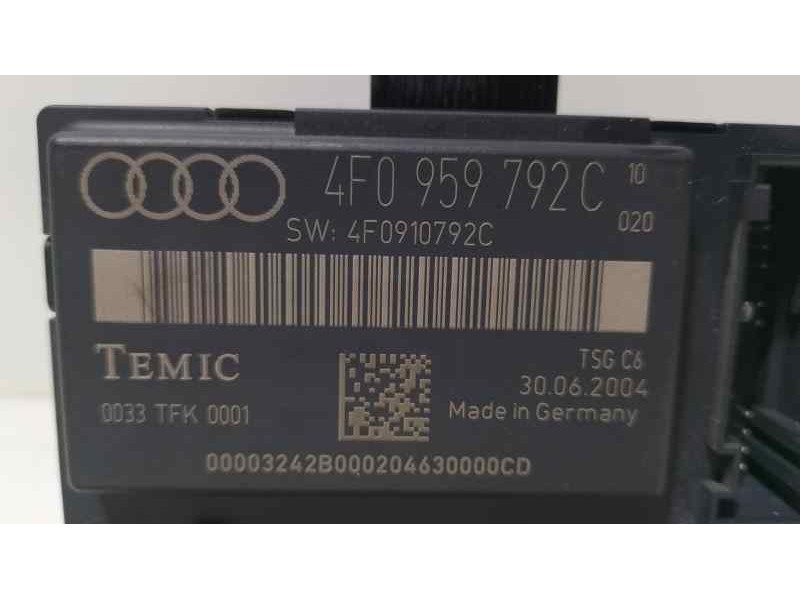 4F0 959 792 C 10
020
SW: 4F0910792C
TEMIC
TSG C6
30.06.2004
0033 TFK 0001
Made in Germany
00003242B000204630000CD